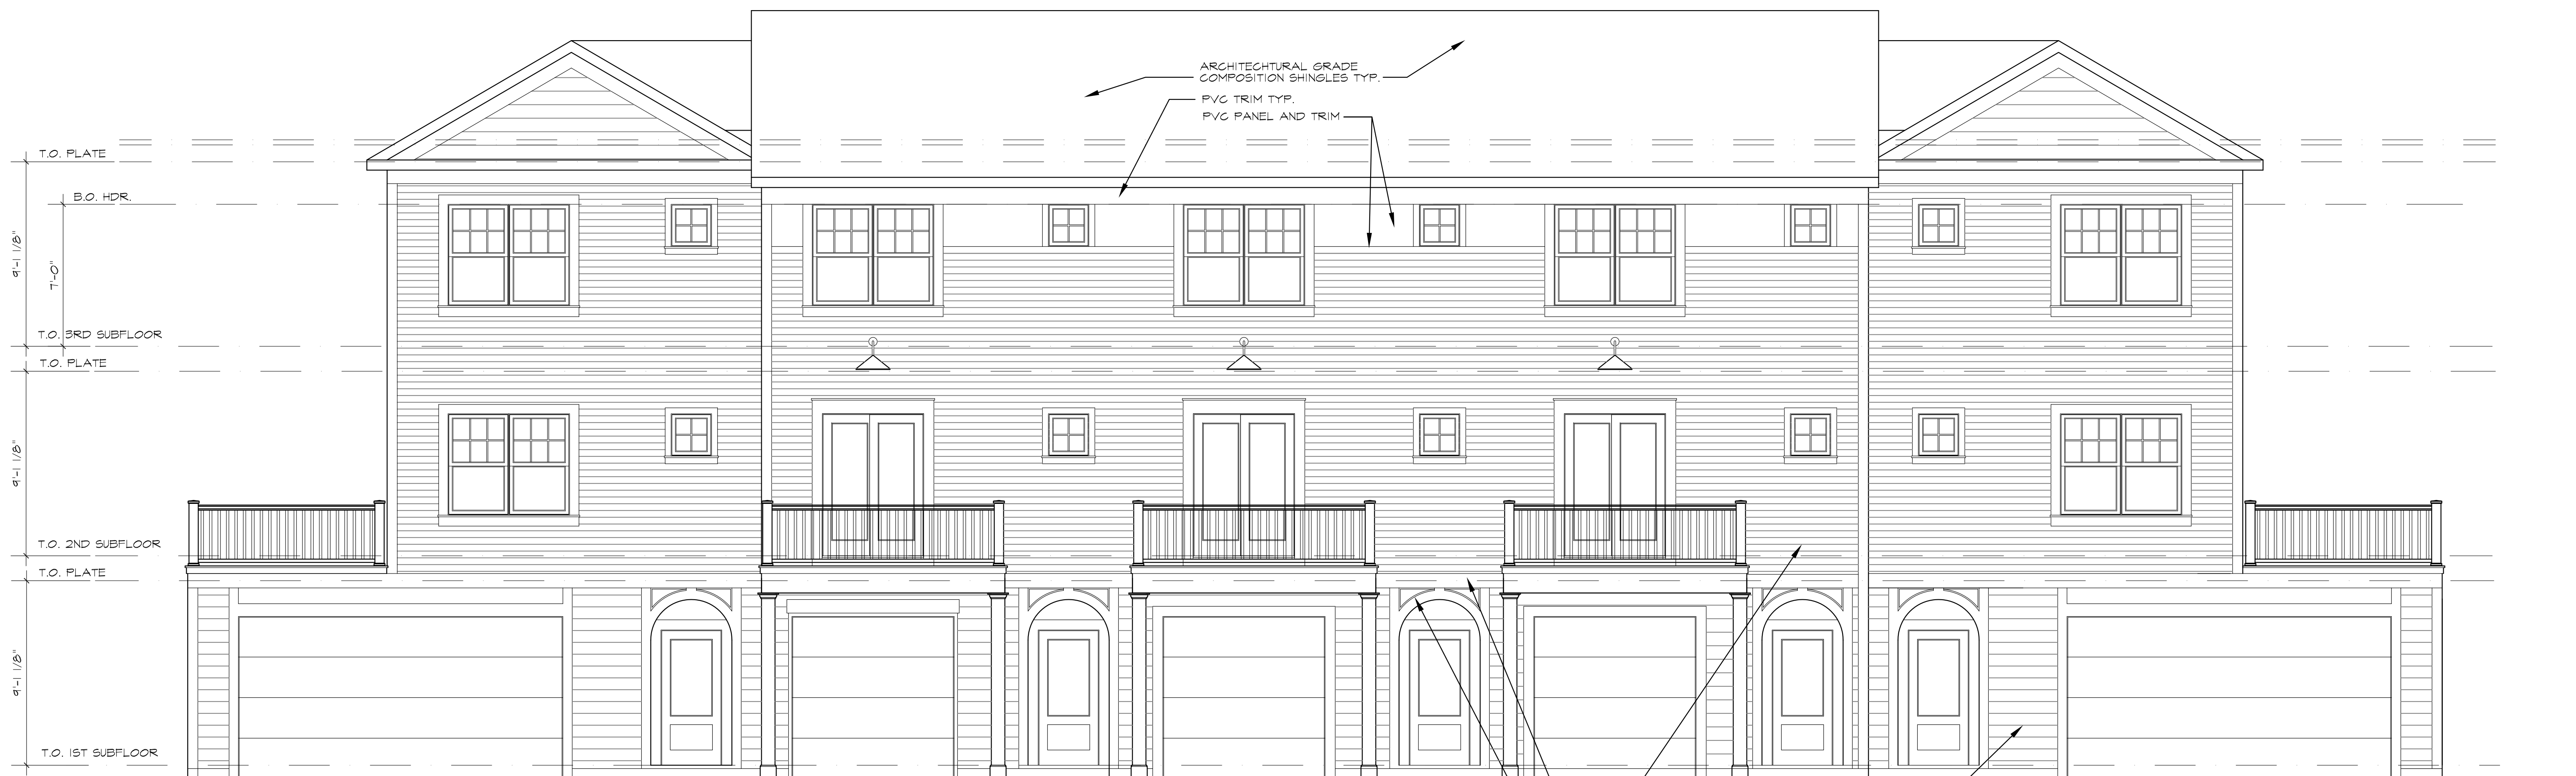 ARCHITECHTURAL GRADE
COMPOSITION SHINGLES TYP.
PVC TRIM TYP.
PVC PANEL AND TRIM
T.O. PLATE
B.O. HDR.
9'-1 1/8"
7'-0"
T.O. 3RD SUBFLOOR
T.O. PLATE
9'-1 1/8"
T.O. 2ND SUBFLOOR
T.O. PLATE
9'-1 1/8"
T.O. 1ST SUBFLOOR